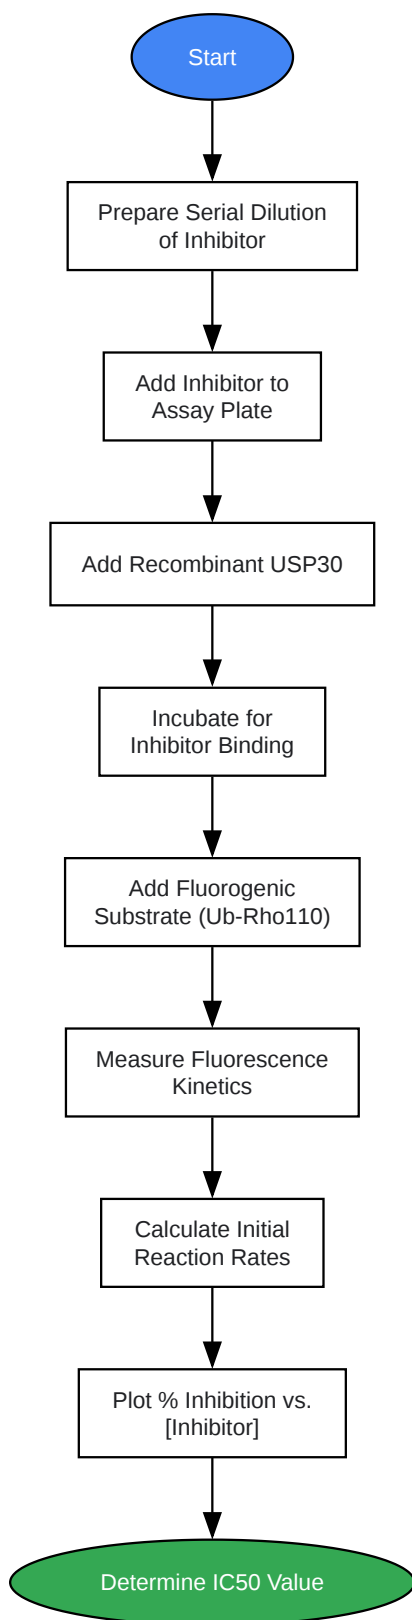 Start
Prepare Serial Dilution
of Inhibitor
Add Inhibitor to
Assay Plate
Add Recombinant USP30
Incubate for
Inhibitor Binding
Add Fluorogenic
Substrate (Ub-Rho110)
Measure Fluorescence
Kinetics
Calculate Initial
Reaction Rates
Plot % Inhibition vs.
[Inhibitor]
Determine IC50 Value